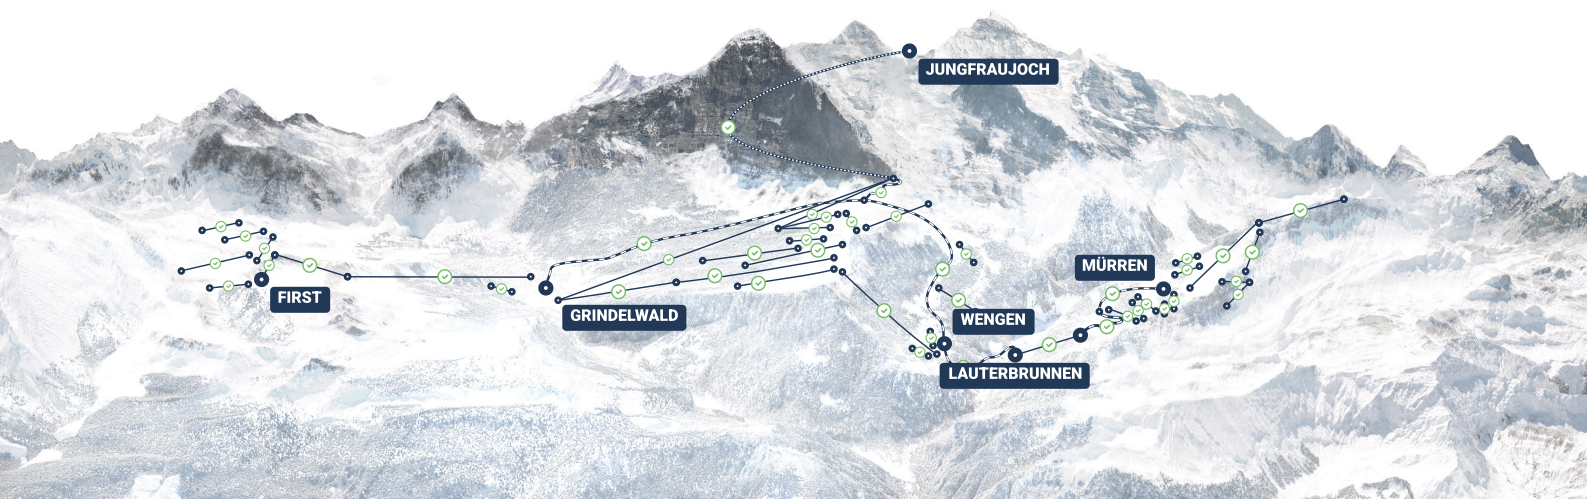 JUNGFRAUJOCH
MÜRREN
FIRST
GRINDELWALD
WENGEN
LAUTERBRUNNEN